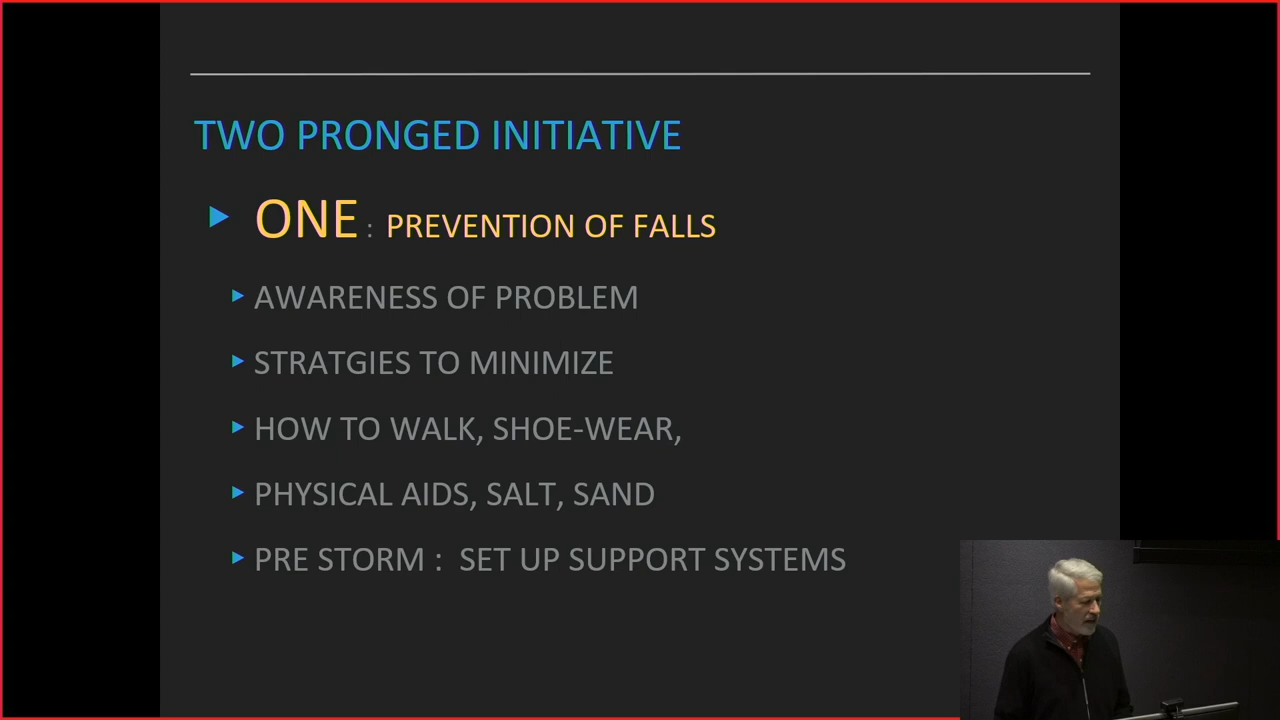 TWO PRONGED INITIATIVE
ONE : PREVENTION OF FALLS
AWARENESS OF PROBLEM
STRATGIES TO MINIMIZE
HOW TO WALK, SHOE-WEAR,
PHYSICAL AIDS, SALT, SAND
PRE STORM : SET UP SUPPORT SYSTEMS